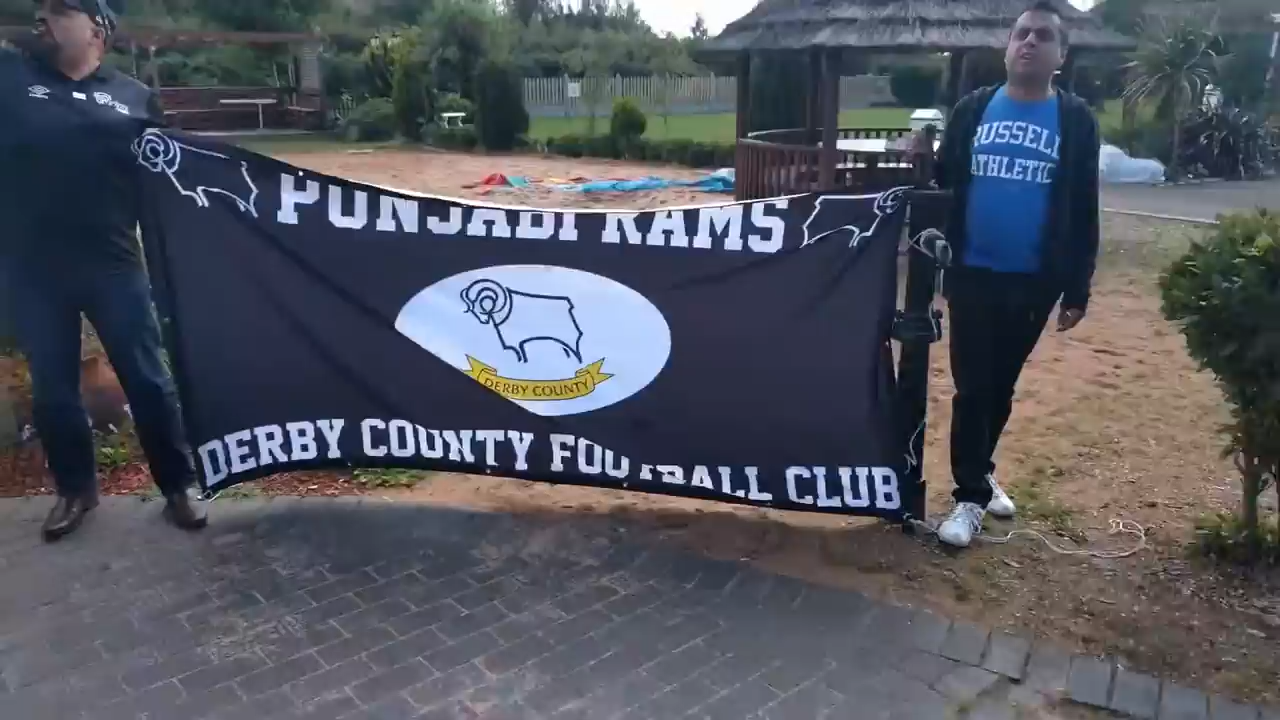 PUNJABI RAMS
DERBY COUNTY
DERBY COUNTY FOOTBALL CLUB
RUSSELL
ATHLETIC